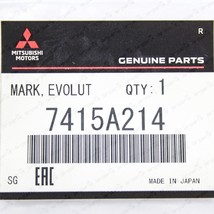 R
MITSUBISHI
MOTORS
GENUINE PARTS
MARK, EVOLUT QTY: 1
7415A214
SG EAC MADE IN JAPAN